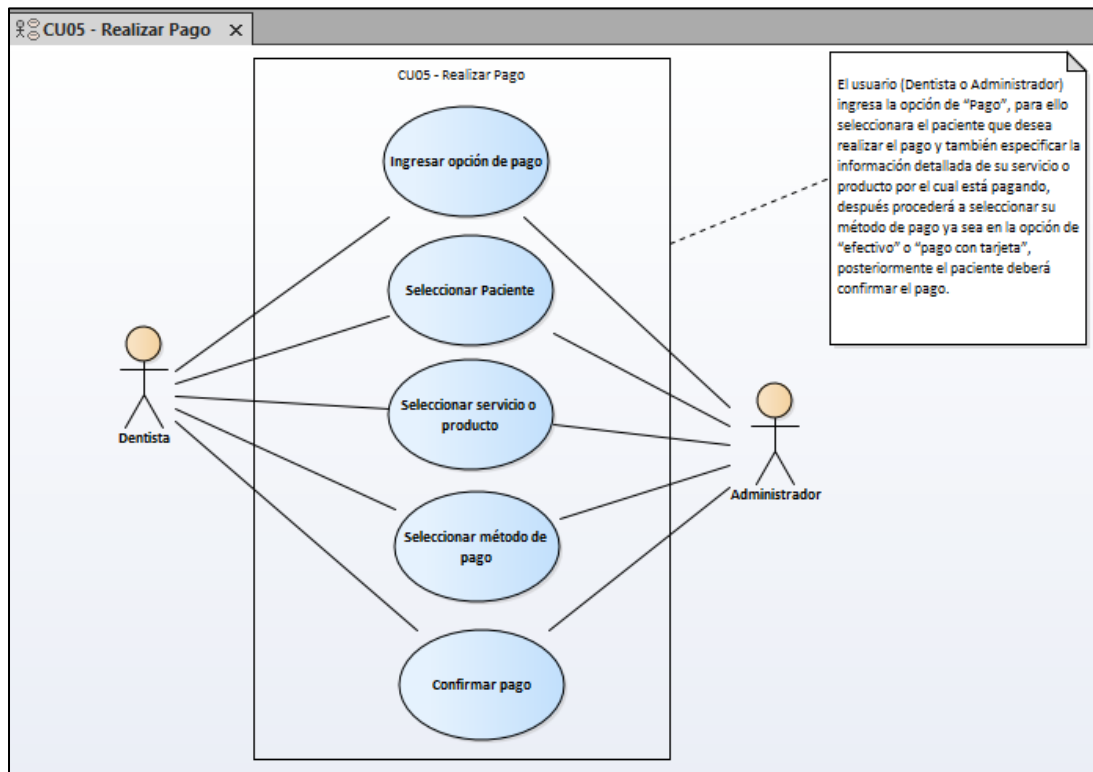 CU05 - Realizar Pago X
CU05 - Realizar Pago
Ingresar opción de pago
Seleccionar Paciente
Seleccionar servicio o
producto
Seleccionar método de
pago
Confirmar pago
Dentista
Administrador
El usuario (Dentista o Administrador)
ingresa la opción de “Pago”, para ello
seleccionara el paciente que desea
realizar el pago y también especificar la
información detallada de su servicio o
producto por el cual está pagando,
después procederá a seleccionar su
método de pago ya sea en la opción de
“efectivo” o “pago con tarjeta”,
posteriormente el paciente deberá
confirmar el pago.